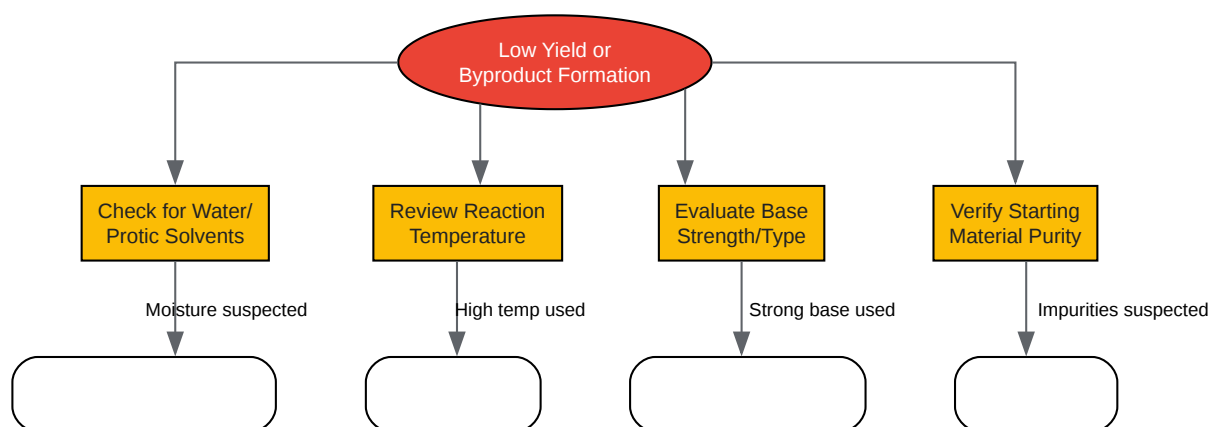 Low Yield or
Byproduct Formation
Check for Water/
Protic Solvents
Review Reaction
Temperature
Evaluate Base
Strength/Type
Verify Starting
Material Purity
Moisture suspected
High temp used
Strong base used
Impurities suspected